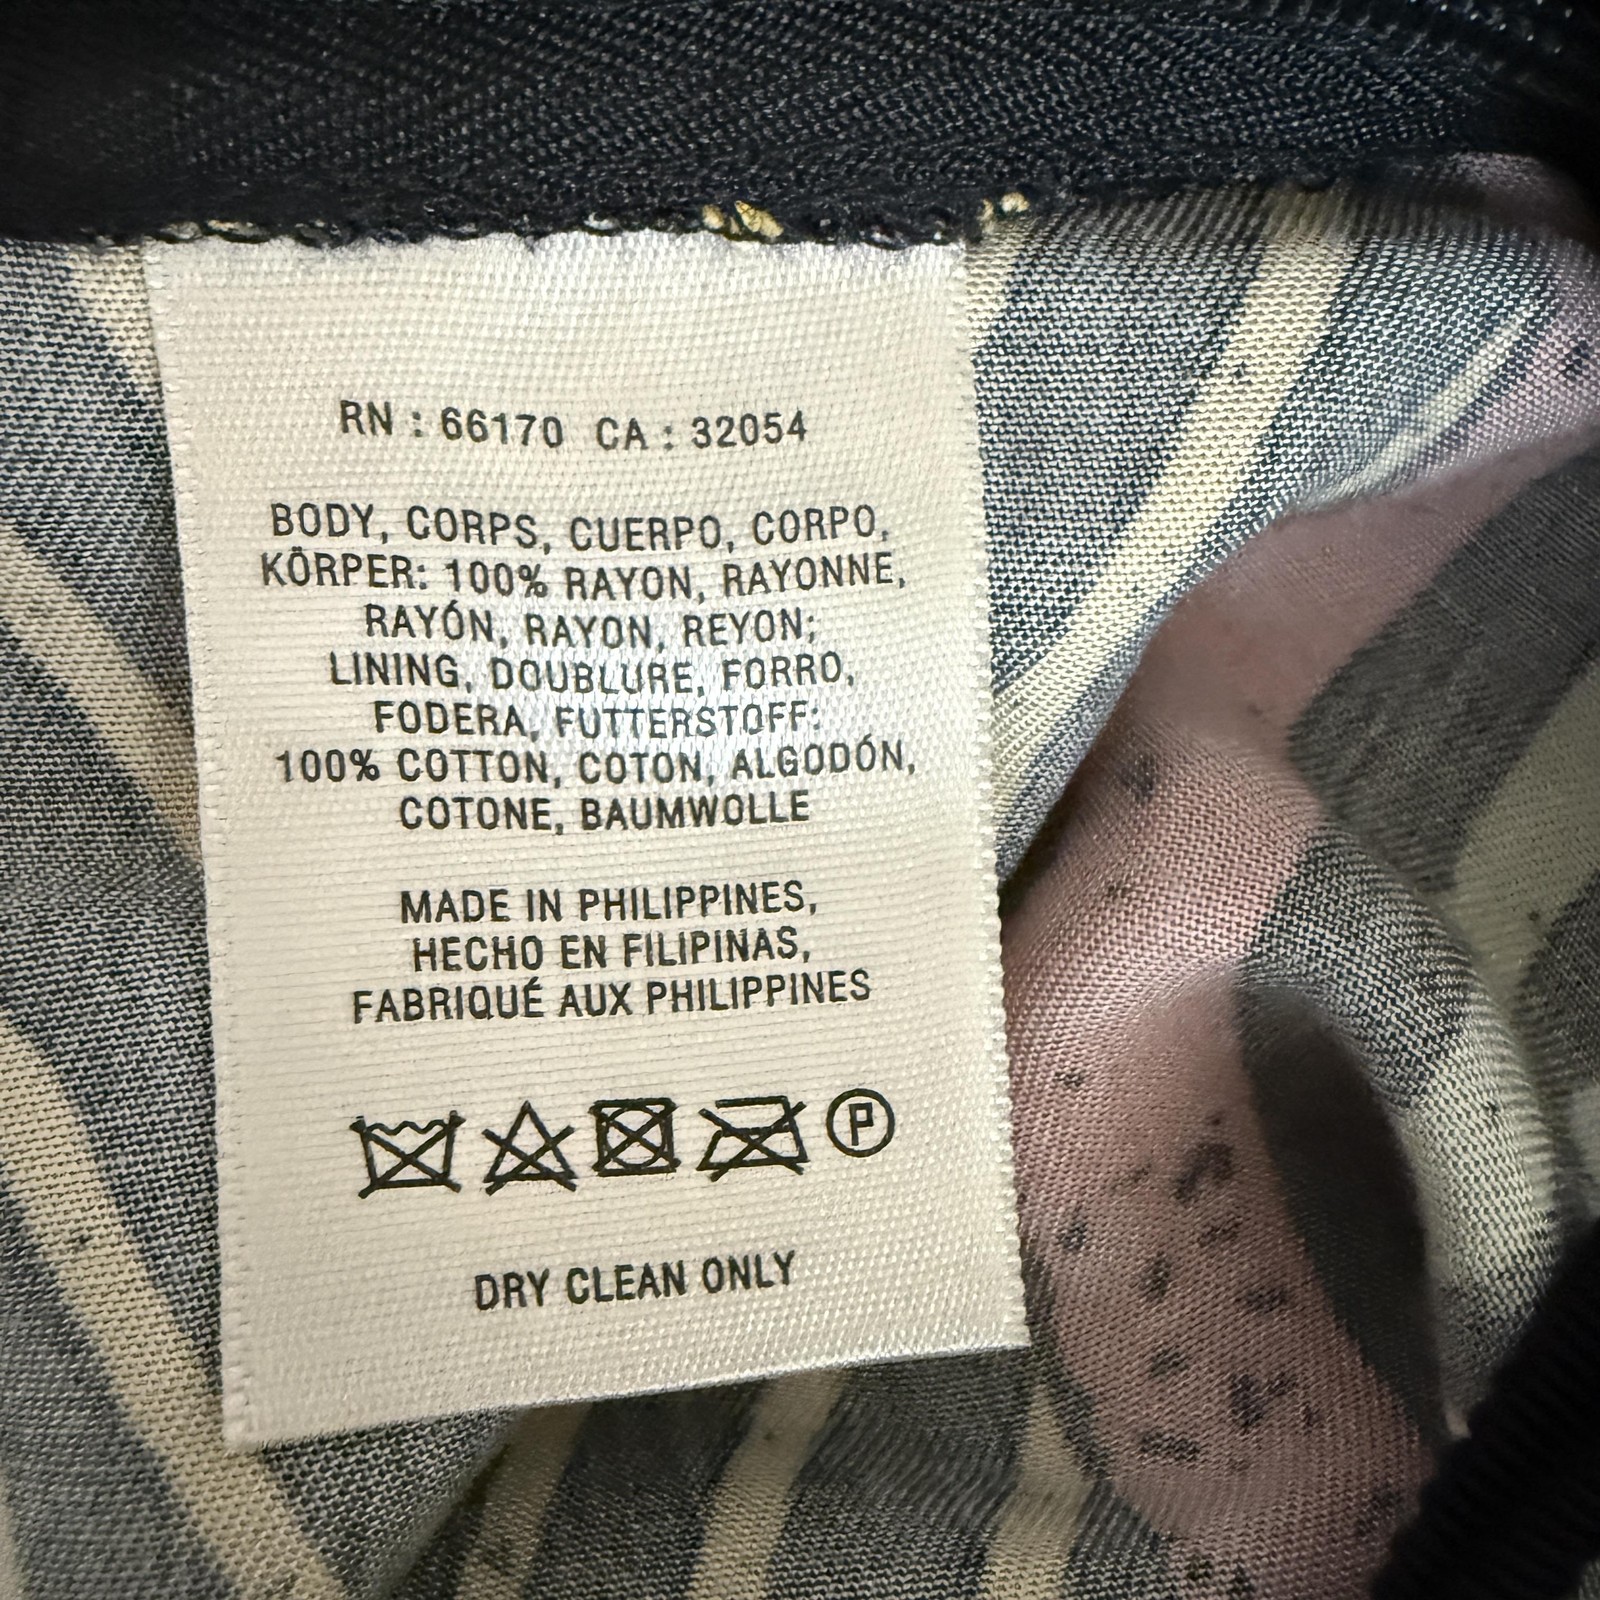 RN : 66170 CA : 32054
BODY, CORPS, CUERPO, CORPO,
KÖRPER: 100% RAYON, RAYONNE,
RAYÓN, RAYON, REYON;
LINING, DOUBLURE, FORRO,
FODERA, FUTTERSTOFF:
100% COTTON, COTON, ALGODÓN,
COTONE, BAUMWOLLE
MADE IN PHILIPPINES,
HECHO EN FILIPINAS,
FABRIQUÉ AUX PHILIPPINES
P
DRY CLEAN ONLY